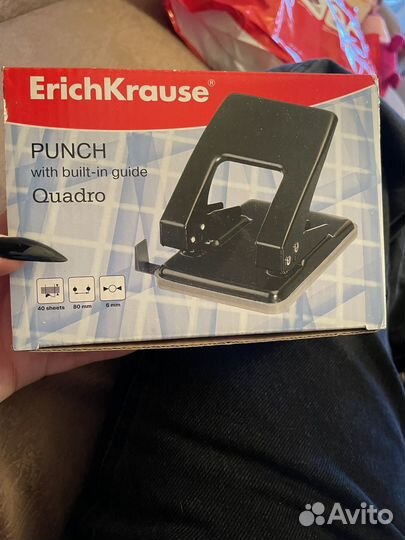 ErichKrause®
PUNCH
with built-in guide
Quadro
40 sheets
80 mm
6 mm
Avito